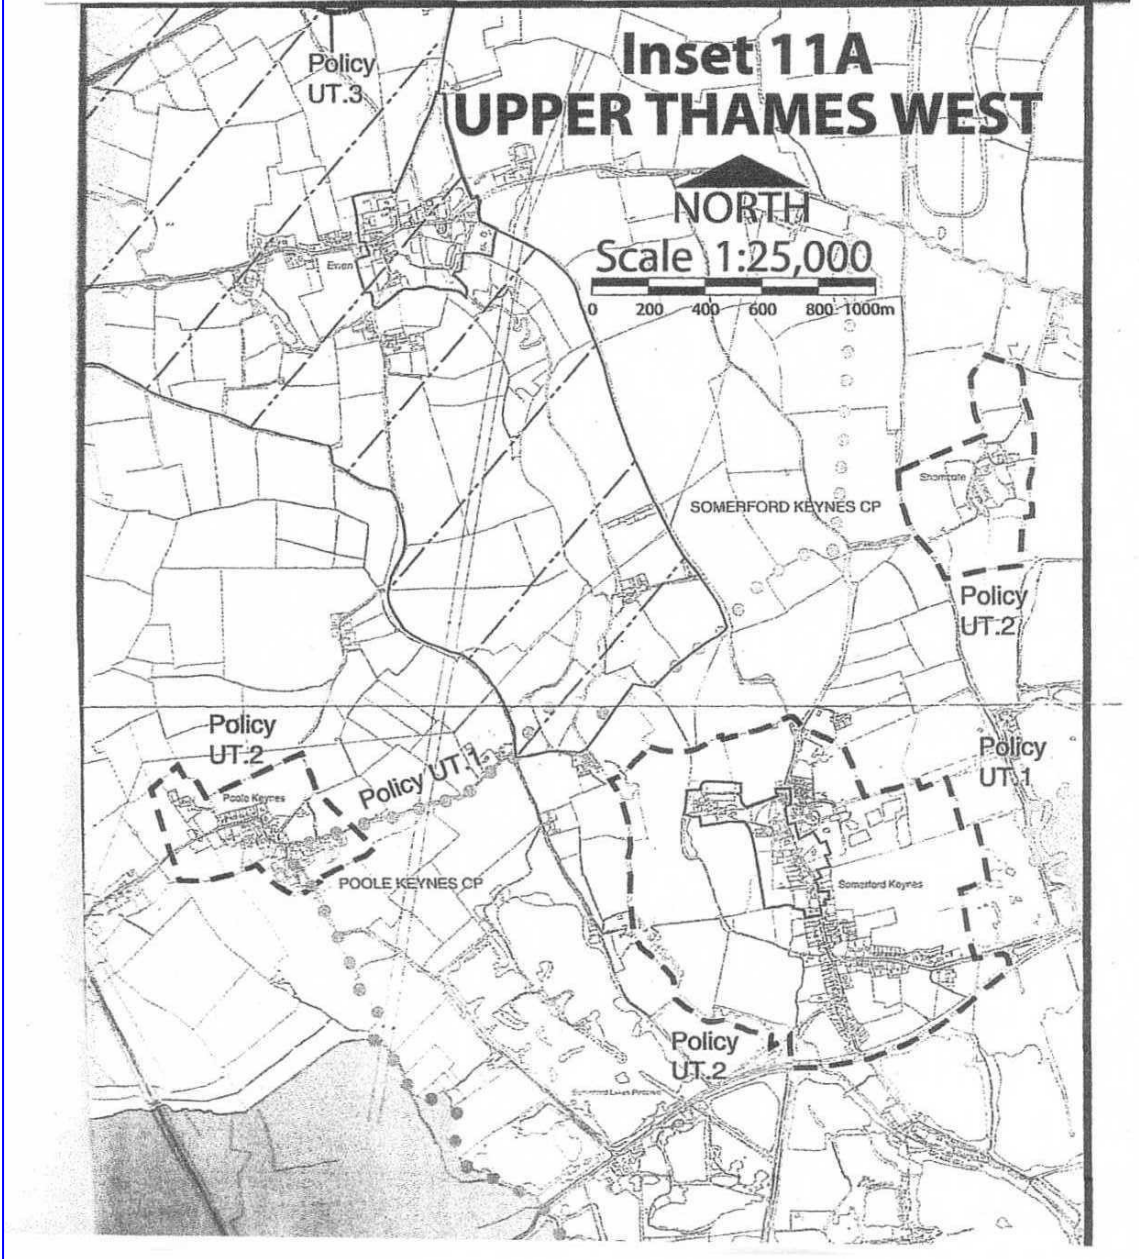 Inset 11A
UPPER THAMES WEST
NORTH
Scale 1:25,000
0 200 400 600 800 1000m
Policy
UT.3
Ewen
SOMERFORD KEYNES CP
Shorncote
Policy
UT.2
Policy
UT.2
Poole Keynes
Policy UT.1
POOLE KEYNES CP
Policy
UT.1
Somerford Keynes
Policy
UT.2